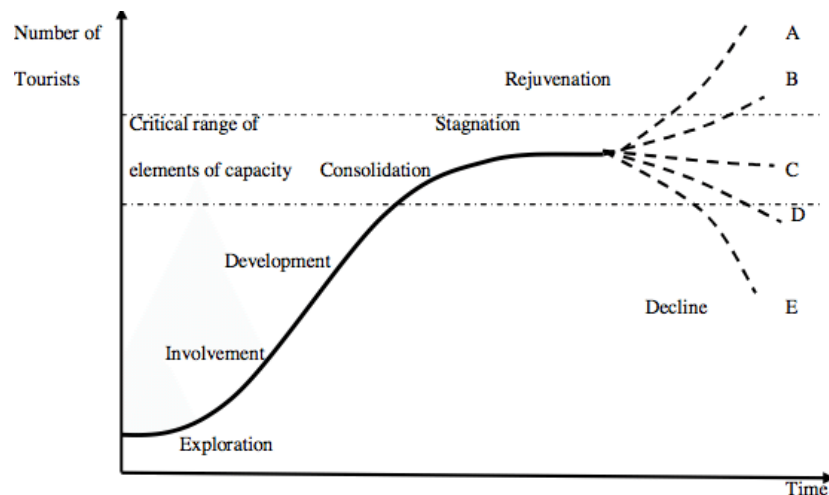 Number of
Tourists
A
Rejuvenation
B
Critical range of
Stagnation
elements of capacity
Consolidation
C
D
Development
Decline
E
Involvement
Exploration
Time